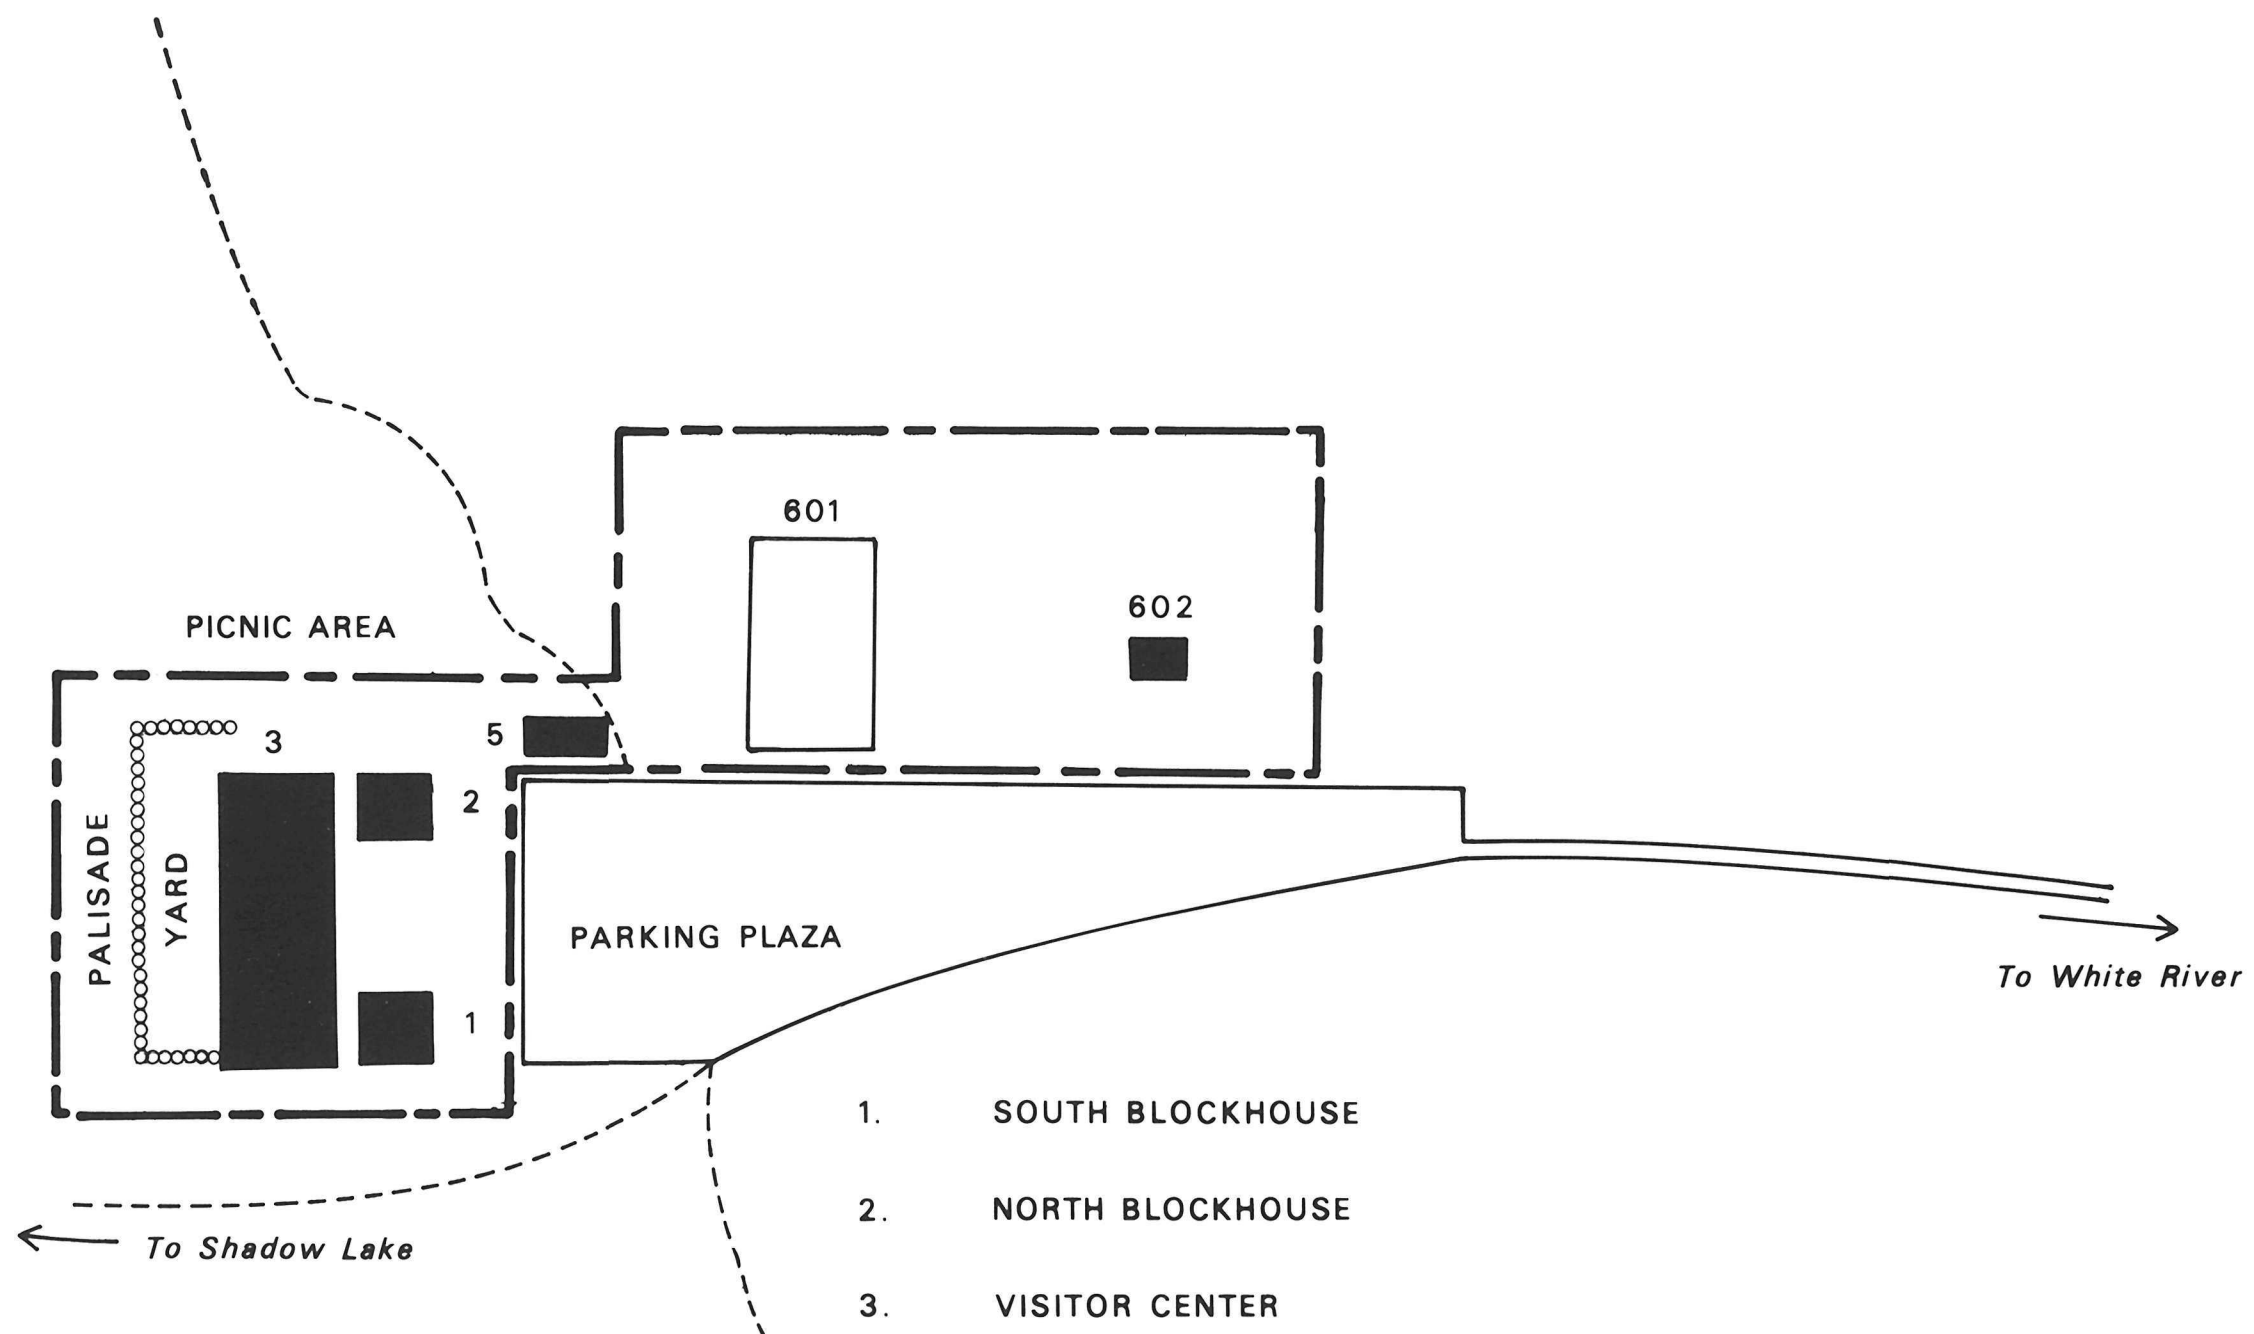 601
602
PICNIC AREA
5
3
2
PALISADE
YARD
PARKING PLAZA
To White River
1
1. SOUTH BLOCKHOUSE
2. NORTH BLOCKHOUSE
To Shadow Lake
3. VISITOR CENTER